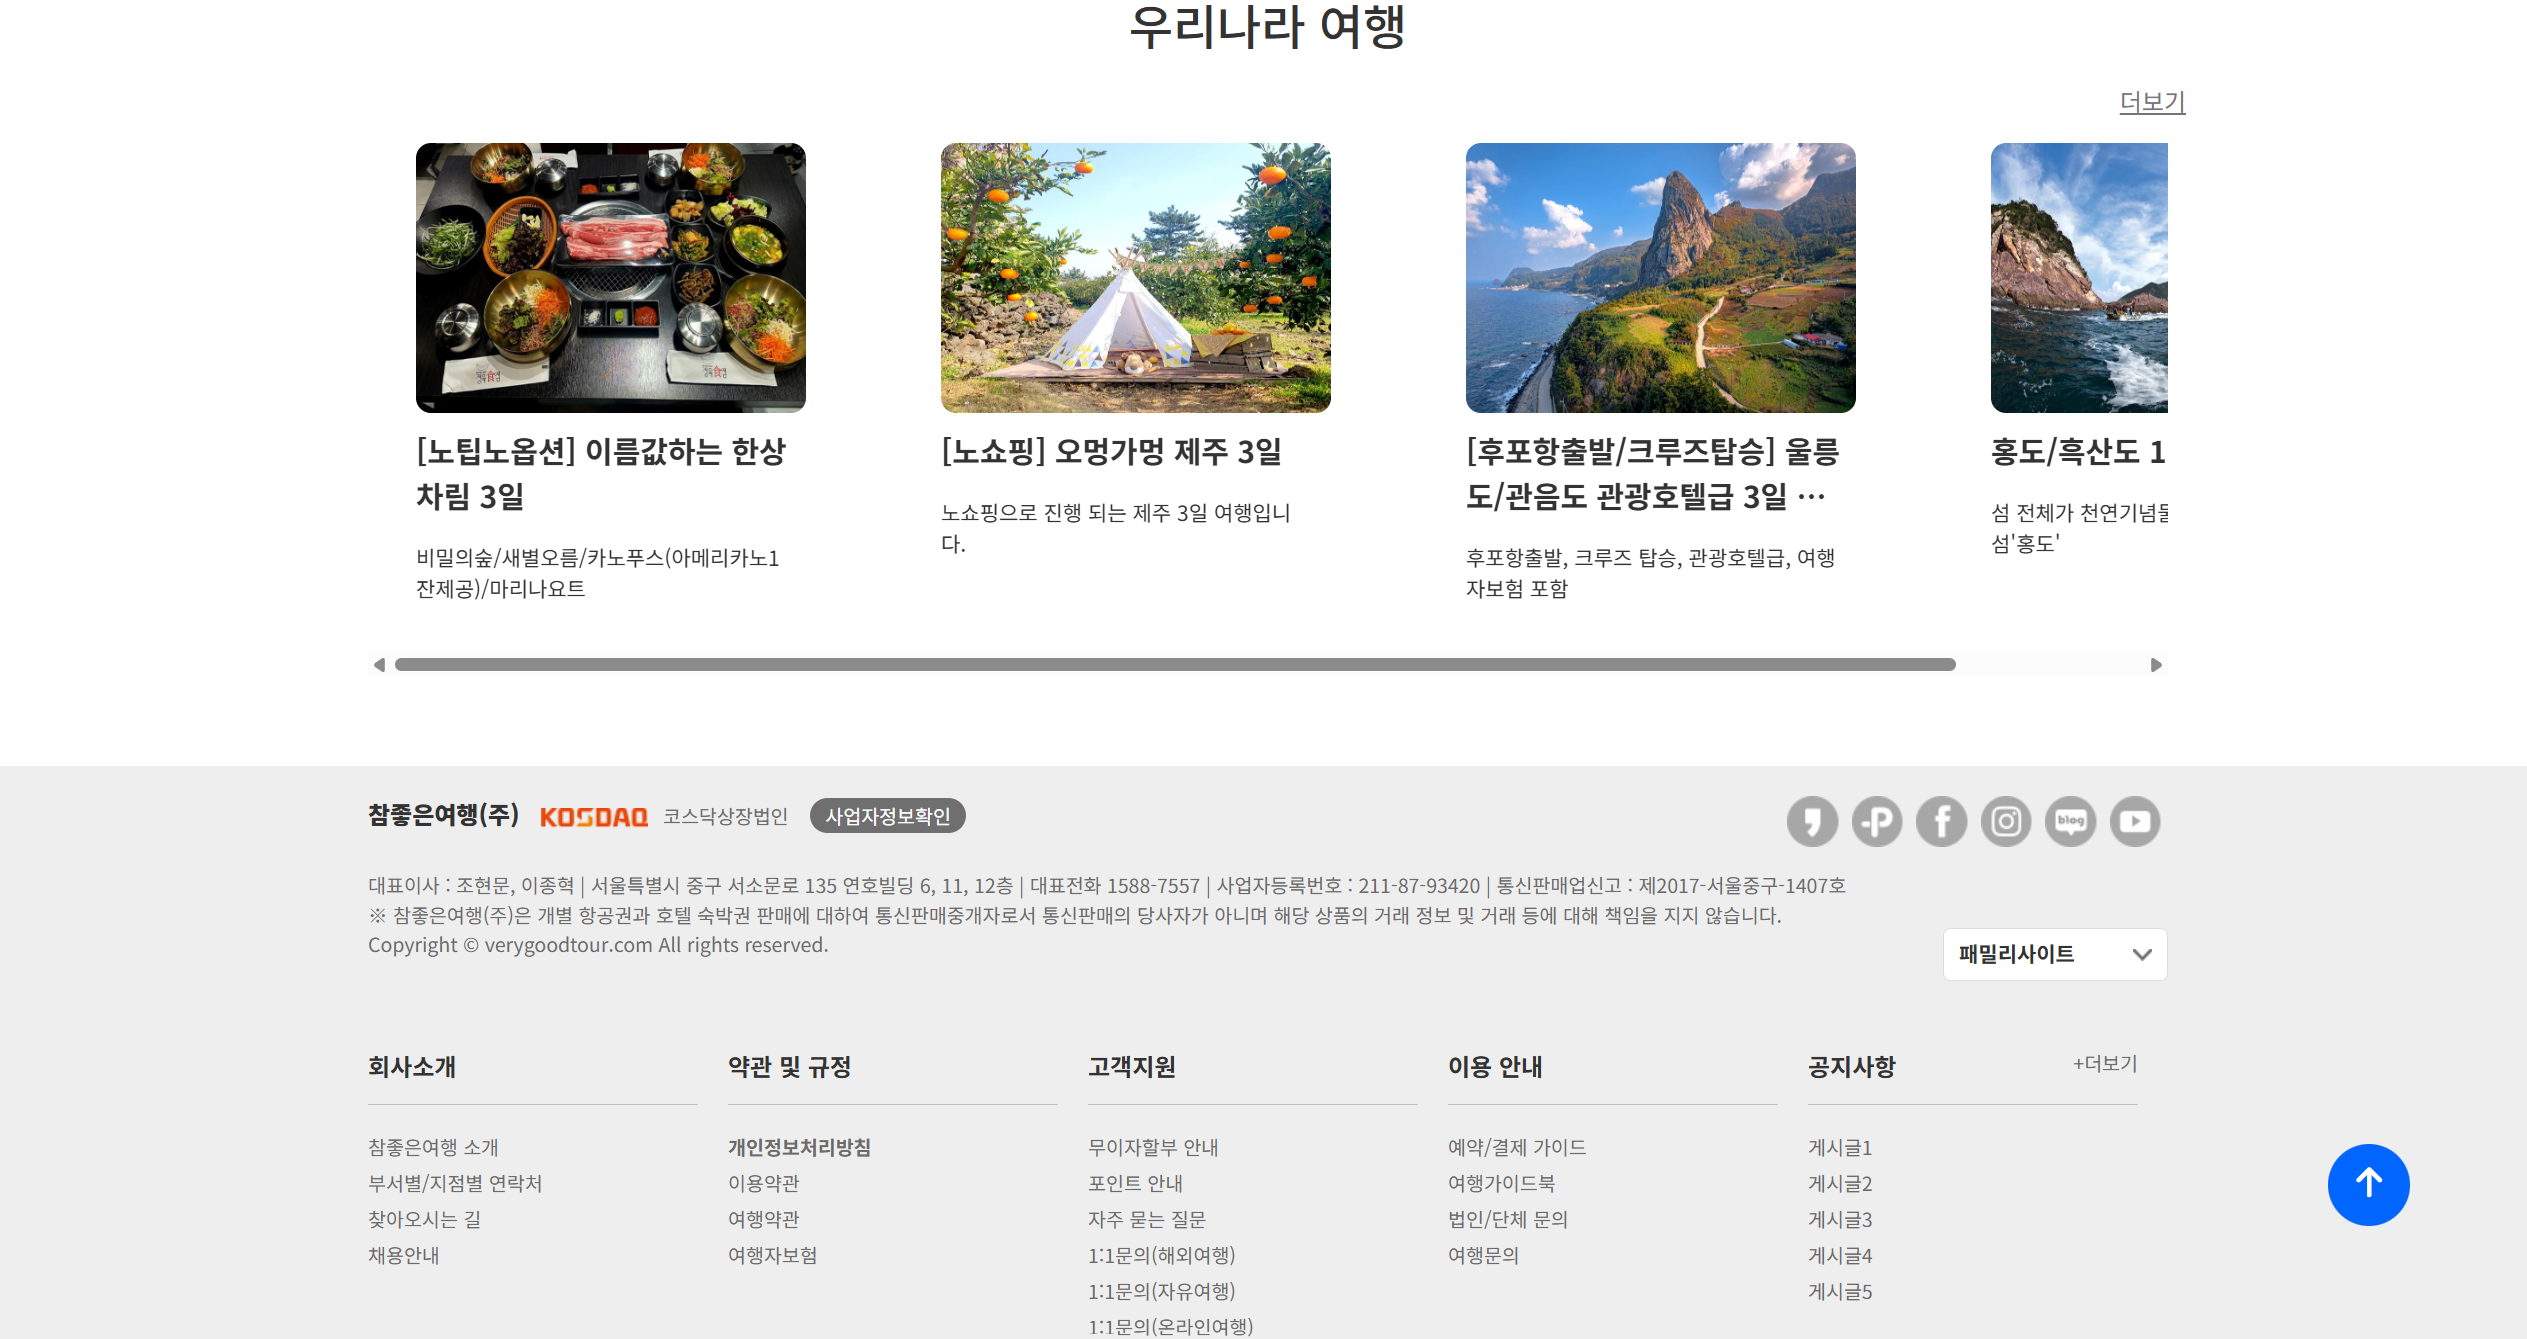 우리나라 여행
더보기
[노팁노옵션] 이름값하는 한상
차림 3일
비밀의숲/새별오름/카노푸스(아메리카노1
잔제공)/마리나요트
[노쇼핑] 오멍가멍 제주 3일
노쇼핑으로 진행 되는 제주 3일 여행입니
다.
[후포항출발/크루즈탑승] 울릉
도/관음도 관광호텔급 3일 ···
후포항출발, 크루즈 탑승, 관광호텔급, 여행
자보험 포함
홍도/흑산도 1
섬 전체가 천연기념물
섬'홍도'
참좋은여행(주) KOSDAQ 코스닥상장법인 사업자정보확인
blog
대표이사 : 조현문, 이종혁 | 서울특별시 중구 서소문로 135 연호빌딩 6, 11, 12층 | 대표전화 1588-7557 | 사업자등록번호 : 211-87-93420 | 통신판매업신고 : 제2017-서울중구-1407호
※ 참좋은여행(주)은 개별 항공권과 호텔 숙박권 판매에 대하여 통신판매중개자로서 통신판매의 당사자가 아니며 해당 상품의 거래 정보 및 거래 등에 대해 책임을 지지 않습니다.
Copyright © verygoodtour.com All rights reserved.
패밀리사이트
회사소개
참좋은여행 소개
부서별/지점별 연락처
찾아오시는 길
채용안내
약관 및 규정
개인정보처리방침
이용약관
여행약관
여행자보험
고객지원
무이자할부 안내
포인트 안내
자주 묻는 질문
1:1문의(해외여행)
1:1문의(자유여행)
1:1문의(온라인여행)
이용 안내
예약/결제 가이드
여행가이드북
법인/단체 문의
여행문의
공지사항
+더보기
게시글1
게시글2
게시글3
게시글4
게시글5